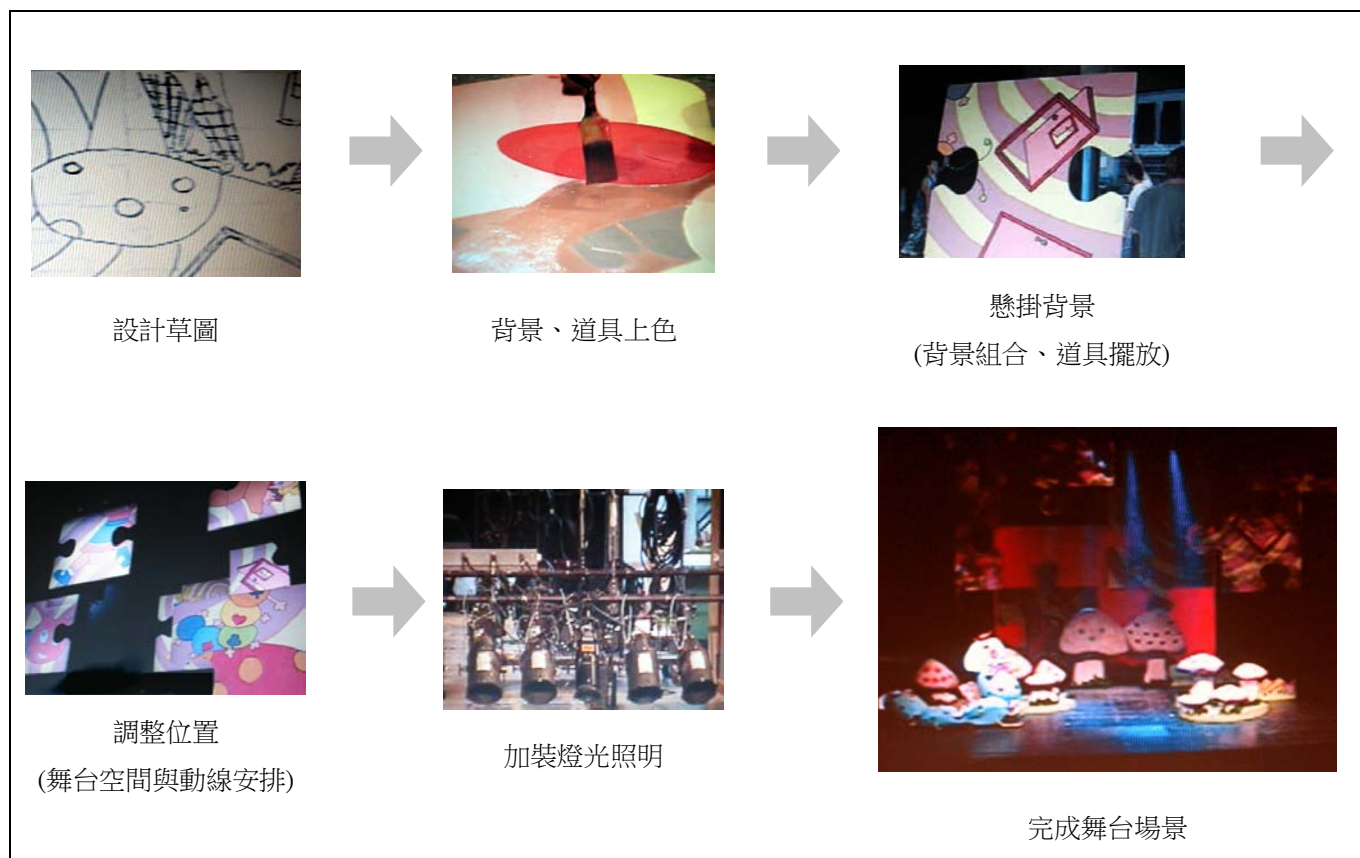 設計草圖
背景、道具上色
懸掛背景
(背景組合、道具擺放)
調整位置
(舞台空間與動線安排)
加裝燈光照明
完成舞台場景